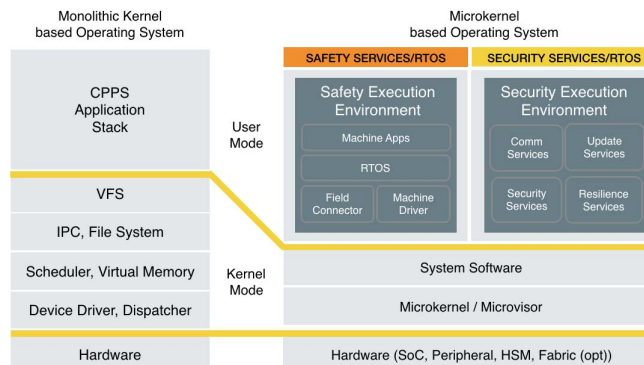 Monolithic Kernel
based Operating System
CPPS
Application
Stack
VFS
IPC, File System
Scheduler, Virtual Memory
Device Driver, Dispatcher
Hardware
User
Mode
Kernel
Mode
Microkernel
based Operating System
SAFETY SERVICES/RTOS
Safety Execution
Environment
Machine Apps
RTOS
Field
Connector
Machine
Driver
SECURITY SERVICES/RTOS
Security Execution
Environment
Comm
Services
Update
Services
Security
Services
Resilience
Services
System Software
Microkernel / Microvisor
Hardware (SoC, Peripheral, HSM, Fabric (opt))